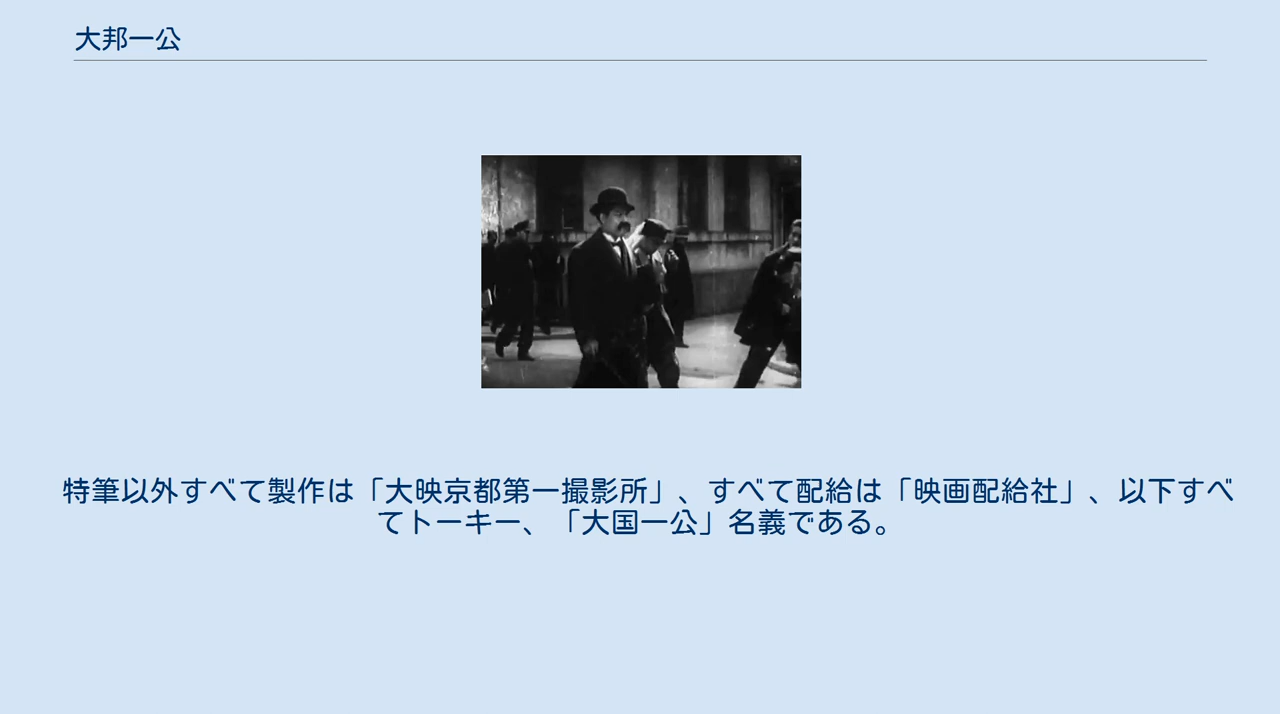 大邦一公
特筆以外すべて製作は「大映京都第一撮影所」、すべて配給は「映画配給社」、以下すべ
てトーキー、「大国一公」名義である。